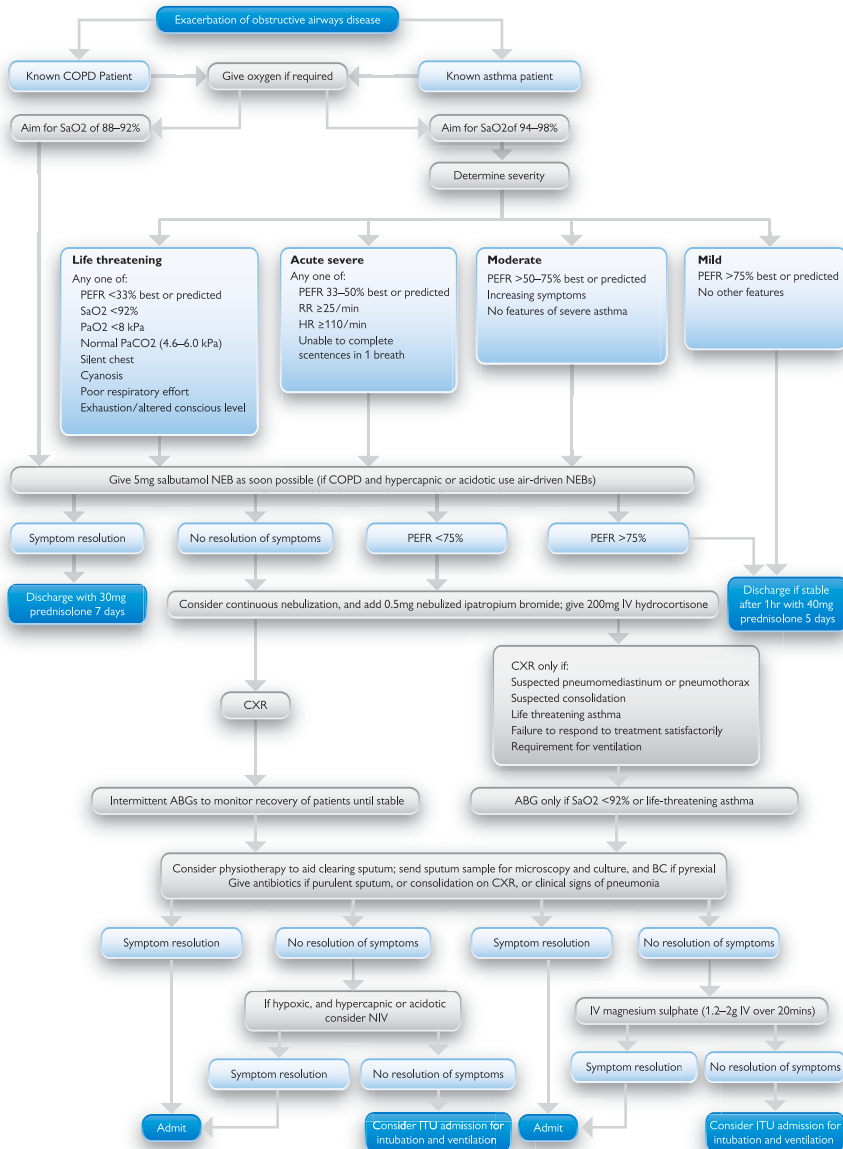 Exacerbation of obstructive airways disease
Known COPD Patient
Give oxygen if required
Known asthma patient
Aim for SaO2 of 88–92%
Aim for SaO2of 94–98%
Determine severity
Life threatening
Any one of:
PEFR <33% best or predicted
SaO2 <92%
PaO2 <8 kPa
Normal PaCO2 (4.6–6.0 kPa)
Silent chest
Cyanosis
Poor respiratory effort
Exhaustion/altered conscious level
Acute severe
Any one of:
PEFR 33–50% best or predicted
RR ≥25/min
HR ≥110/min
Unable to complete
scentences in 1 breath
Moderate
PEFR >50–75% best or predicted
Increasing symptoms
No features of severe asthma
Mild
PEFR >75% best or predicted
No other features
Give 5mg salbutamol NEB as soon possible (if COPD and hypercapnic or acidotic use air-driven NEBs)
Symptom resolution
No resolution of symptoms
PEFR <75%
PEFR >75%
Discharge with 30mg
prednisolone 7 days
Consider continuous nebulization, and add 0.5mg nebulized ipatropium bromide; give 200mg IV hydrocortisone
Discharge if stable
after 1hr with 40mg
prednisolone 5 days
CXR
CXR only if:
Suspected pneumomediastinum or pneumothorax
Suspected consolidation
Life threatening asthma
Failure to respond to treatment satisfactorily
Requirement for ventilation
Intermittent ABGs to monitor recovery of patients until stable
ABG only if SaO2 <92% or life-threatening asthma
Consider physiotherapy to aid clearing sputum; send sputum sample for microscopy and culture, and BC if pyrexial
Give antibiotics if purulent sputum, or consolidation on CXR, or clinical signs of pneumonia
Symptom resolution
No resolution of symptoms
Symptom resolution
No resolution of symptoms
If hypoxic, and hypercapnic or acidotic
consider NIV
IV magnesium sulphate (1.2–2g IV over 20mins)
Symptom resolution
No resolution of symptoms
Symptom resolution
No resolution of symptoms
Admit
Consider ITU admission for
intubation and ventilation
Admit
Consider ITU admission for
intubation and ventilation